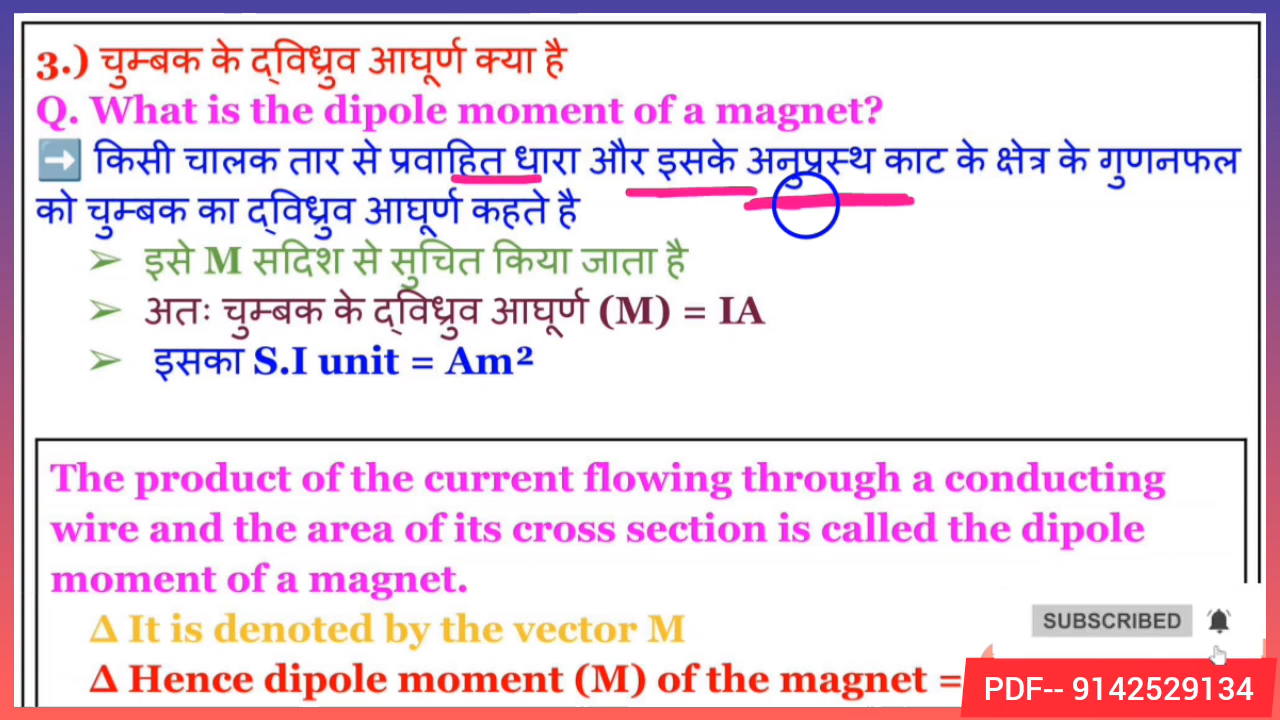 3.) चुम्बक के द्विध्रुव आघूर्ण क्या है
Q. What is the dipole moment of a magnet?
➡ किसी चालक तार से प्रवाहित धारा और इसके अनुप्रस्थ काट के क्षेत्र के गुणनफल
को चुम्बक का द्विध्रुव आघूर्ण कहते है
➢ इसे M सदिश से सुचित किया जाता है
➢ अतः चुम्बक के द्विध्रुव आघूर्ण (M) = IA
➢ इसका S.I unit = Am²
The product of the current flowing through a conducting
wire and the area of its cross section is called the dipole
moment of a magnet.
Δ It is denoted by the vector M
Δ Hence dipole moment (M) of the magnet =
SUBSCRIBED
PDF-- 9142529134